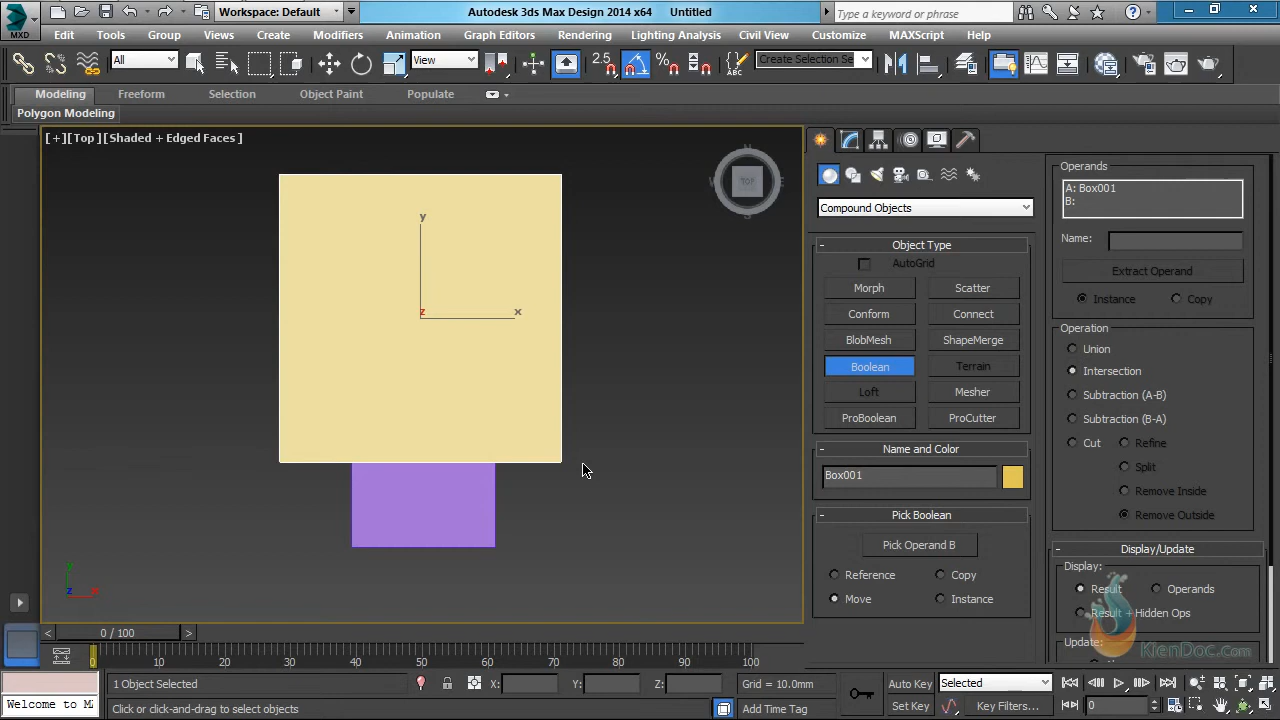 MXD
Workspace: Default
Autodesk 3ds Max Design 2014 x64 Untitled
Type a keyword or phrase
Edit Tools Group Views Create Modifiers Animation Graph Editors Rendering Lighting Analysis Civil View Customize MAXScript Help
All View 2.5 Create Selection Se
Modeling Freeform Selection Object Paint Populate
Polygon Modeling
[+][Top][Shaded + Edged Faces]
N
W TOP E
S
y
z x
y
z x
Compound Objects
- Object Type
AutoGrid
Morph Scatter
Conform Connect
BlobMesh ShapeMerge
Boolean Terrain
Loft Mesher
ProBoolean ProCutter
- Name and Color
Box001
- Pick Boolean
Pick Operand B
Reference Copy
Move Instance
Operands
A: Box001
B:
Name:
Extract Operand
Instance Copy
Operation
Union
Intersection
Subtraction (A-B)
Subtraction (B-A)
Cut Refine
Split
Remove Inside
Remove Outside
- Display/Update
Display:
Result Operands
Result + Hidden Ops
Update:
KienDoc.Com
< 0 / 100 >
0 10 20 30 40 50 60 70 80 90 100
1 Object Selected X: Y: Z: Grid = 10.0mm Auto Key Selected
Welcome to M Click or click-and-drag to select objects Add Time Tag Set Key Key Filters... 0